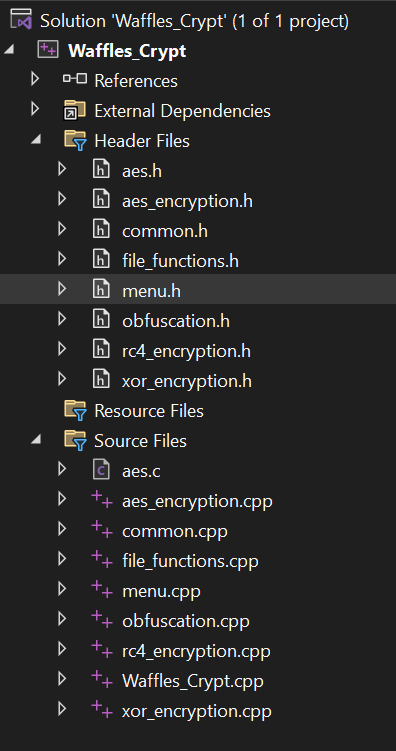 Solution 'Waffles_Crypt' (1 of 1 project)
Waffles_Crypt
References
External Dependencies
Header Files
aes.h
aes_encryption.h
common.h
file_functions.h
menu.h
obfuscation.h
rc4_encryption.h
xor_encryption.h
Resource Files
Source Files
aes.c
aes_encryption.cpp
common.cpp
file_functions.cpp
menu.cpp
obfuscation.cpp
rc4_encryption.cpp
Waffles_Crypt.cpp
xor_encryption.cpp